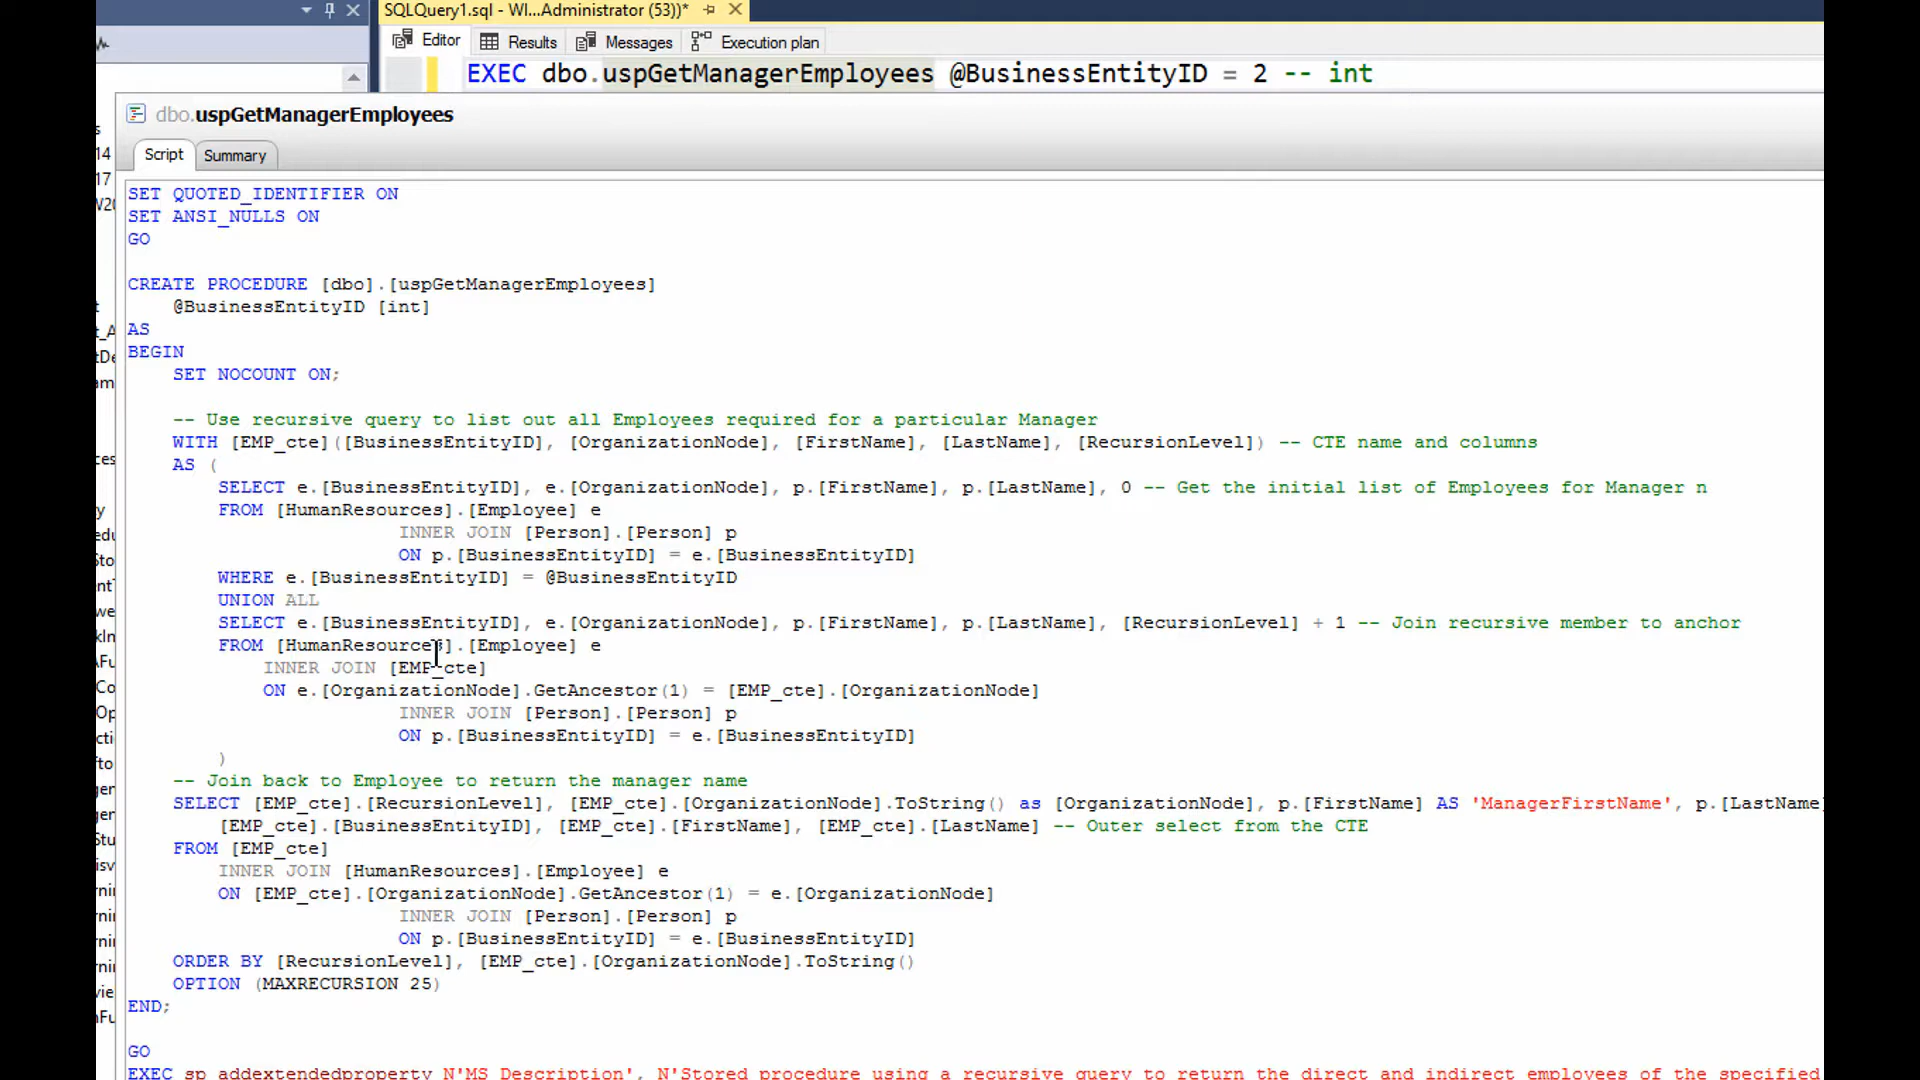 SQLQuery1.sql - WI...Administrator (53))*
Editor Results Messages Execution plan
EXEC dbo.uspGetManagerEmployees @BusinessEntityID = 2 -- int
dbo.uspGetManagerEmployees
Script Summary
SET QUOTED_IDENTIFIER ON
SET ANSI_NULLS ON
GO
CREATE PROCEDURE [dbo].[uspGetManagerEmployees]
@BusinessEntityID [int]
AS
BEGIN
SET NOCOUNT ON;
-- Use recursive query to list out all Employees required for a particular Manager
WITH [EMP_cte]([BusinessEntityID], [OrganizationNode], [FirstName], [LastName], [RecursionLevel]) -- CTE name and columns
AS (
SELECT e.[BusinessEntityID], e.[OrganizationNode], p.[FirstName], p.[LastName], 0 -- Get the initial list of Employees for Manager n
FROM [HumanResources].[Employee] e
INNER JOIN [Person].[Person] p
ON p.[BusinessEntityID] = e.[BusinessEntityID]
WHERE e.[BusinessEntityID] = @BusinessEntityID
UNION ALL
SELECT e.[BusinessEntityID], e.[OrganizationNode], p.[FirstName], p.[LastName], [RecursionLevel] + 1 -- Join recursive member to anchor
FROM [HumanResources].[Employee] e
INNER JOIN [EMP_cte]
ON e.[OrganizationNode].GetAncestor(1) = [EMP_cte].[OrganizationNode]
INNER JOIN [Person].[Person] p
ON p.[BusinessEntityID] = e.[BusinessEntityID]
)
-- Join back to Employee to return the manager name
SELECT [EMP_cte].[RecursionLevel], [EMP_cte].[OrganizationNode].ToString() as [OrganizationNode], p.[FirstName] AS 'ManagerFirstName', p.[LastName]
[EMP_cte].[BusinessEntityID], [EMP_cte].[FirstName], [EMP_cte].[LastName] -- Outer select from the CTE
FROM [EMP_cte]
INNER JOIN [HumanResources].[Employee] e
ON [EMP_cte].[OrganizationNode].GetAncestor(1) = e.[OrganizationNode]
INNER JOIN [Person].[Person] p
ON p.[BusinessEntityID] = e.[BusinessEntityID]
ORDER BY [RecursionLevel], [EMP_cte].[OrganizationNode].ToString()
OPTION (MAXRECURSION 25)
END;
GO
EXEC sp_addextendedproperty N'MS_Description', N'Stored procedure using a recursive query to return the direct and indirect employees of the specified